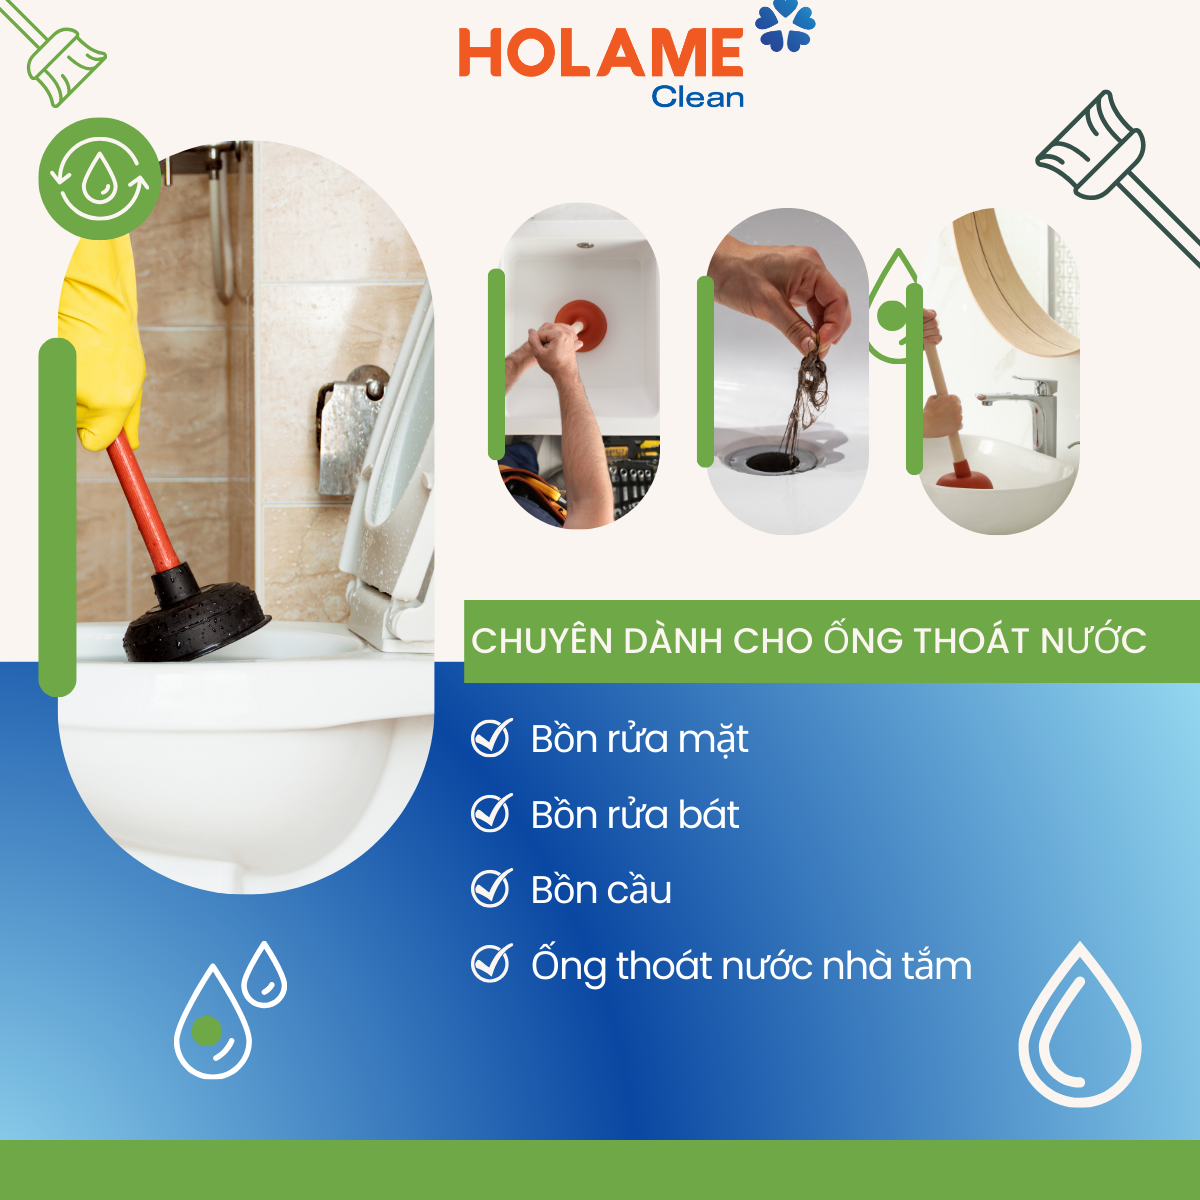 HOLAME
Clean
CHUYÊN DÀNH CHO ỐNG THOÁT NƯỚC
Bồn rửa mặt
Bồn rửa bát
Bồn cầu
Ống thoát nước nhà tắm